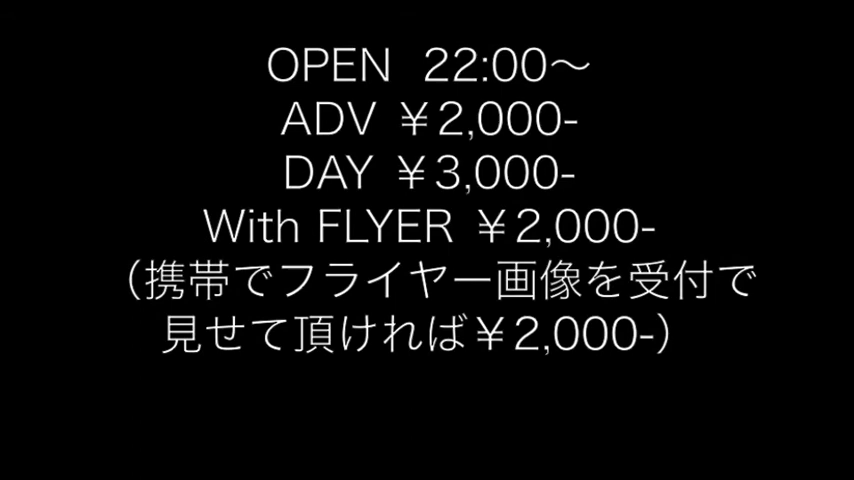 OPEN  22:00～
ADV ￥2,000-
DAY ￥3,000-
With FLYER ￥2,000-
（携帯でフライヤー画像を受付で
見せて頂ければ￥2,000-）